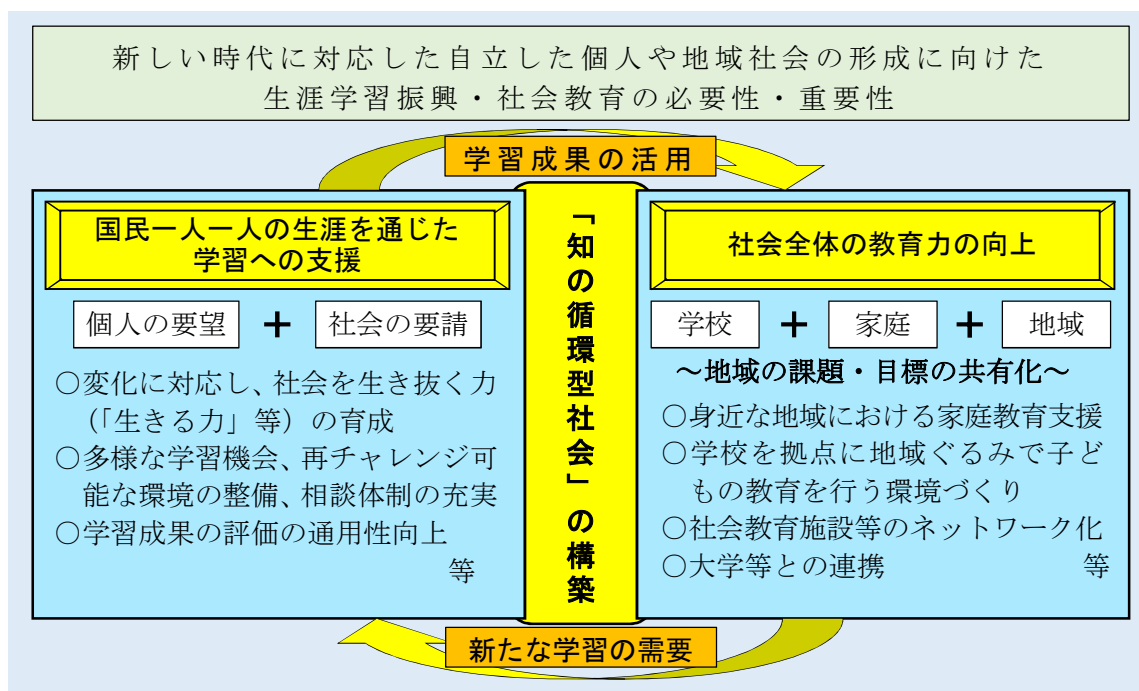 新しい時代に対応した自立した個人や地域社会の形成に向けた
生涯学習振興・社会教育の必要性・重要性
学習成果の活用
国民一人一人の生涯を通じた
学習への支援
個人の要望 + 社会の要請
○変化に対応し、社会を生き抜く力
（「生きる力」等）の育成
○多様な学習機会、再チャレンジ可
能な環境の整備、相談体制の充実
○学習成果の評価の通用性向上
等
「知の循環型社会」の構築
社会全体の教育力の向上
学校 + 家庭 + 地域
～地域の課題・目標の共有化～
○身近な地域における家庭教育支援
○学校を拠点に地域ぐるみで子ど
もの教育を行う環境づくり
○社会教育施設等のネットワーク化
○大学等との連携 等
新たな学習の需要